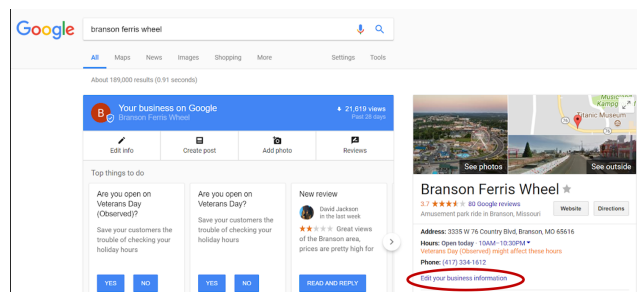 Google
branson ferris wheel
All Maps News Images Shopping More Settings Tools
About 189,000 results (0.91 seconds)
B
Your business on Google
Branson Ferris Wheel
21,619 views
Past 28 days
Edit info
Create post
Add photo
Reviews
Top things to do
Are you open on
Veterans Day
(Observed)?
Save your customers the
trouble of checking your
holiday hours
YES NO
Are you open on
Veterans Day?
Save your customers the
trouble of checking your
holiday hours
YES NO
New review
David Jackson
in the last week
Great views
of the Branson area,
prices are pretty high for
READ AND REPLY
Titanic Museum
76
See photos
See outside
Branson Ferris Wheel
3.7 80 Google reviews
Amusement park ride in Branson, Missouri
Website
Directions
Address: 3335 W 76 Country Blvd, Branson, MO 65616
Hours: Open today · 10AM–10:30PM
Veterans Day (Observed) might affect these hours
Phone: (417) 334-1612
Edit your business information